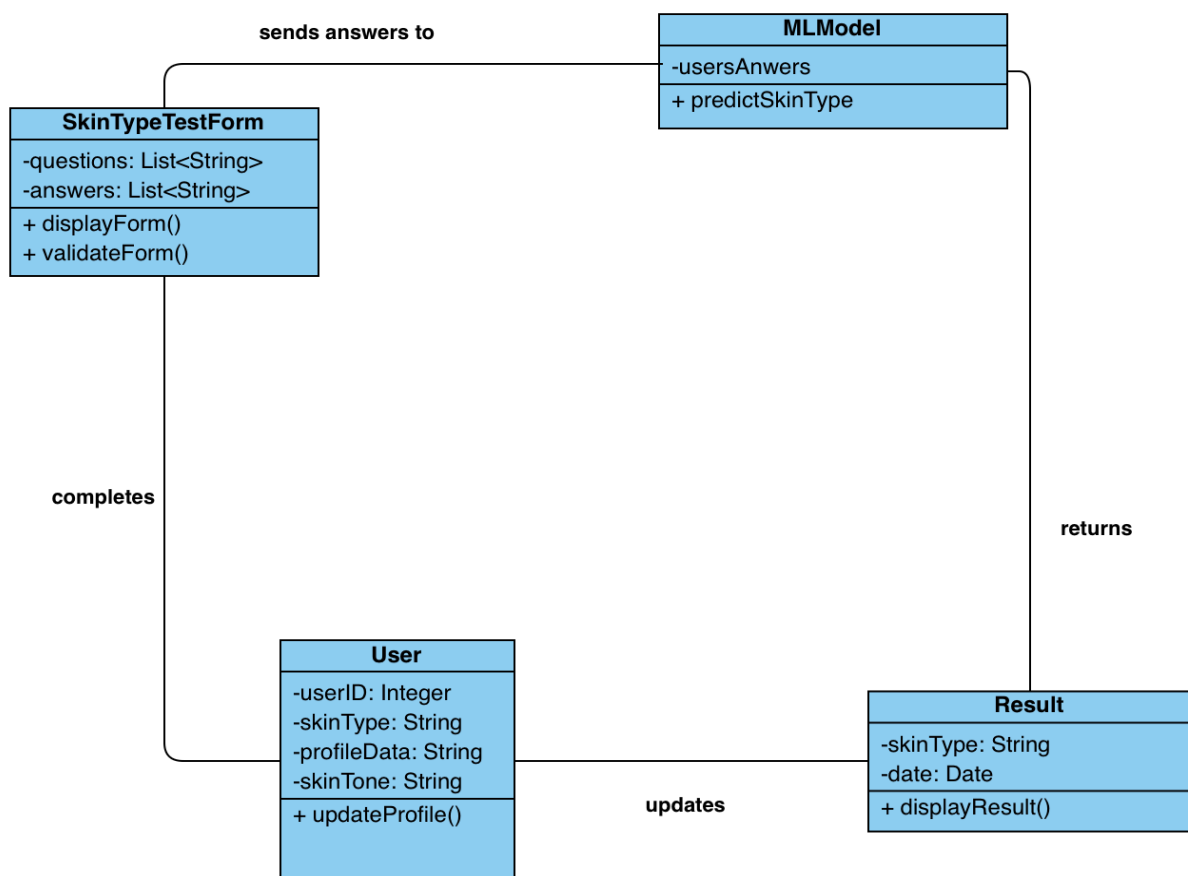 sends answers to
MLModel
-usersAnwers
+ predictSkinType
SkinTypeTestForm
-questions: List<String>
-answers: List<String>
+ displayForm()
+ validateForm()
completes
returns
User
-userID: Integer
-skinType: String
-profileData: String
-skinTone: String
+ updateProfile()
updates
Result
-skinType: String
-date: Date
+ displayResult()